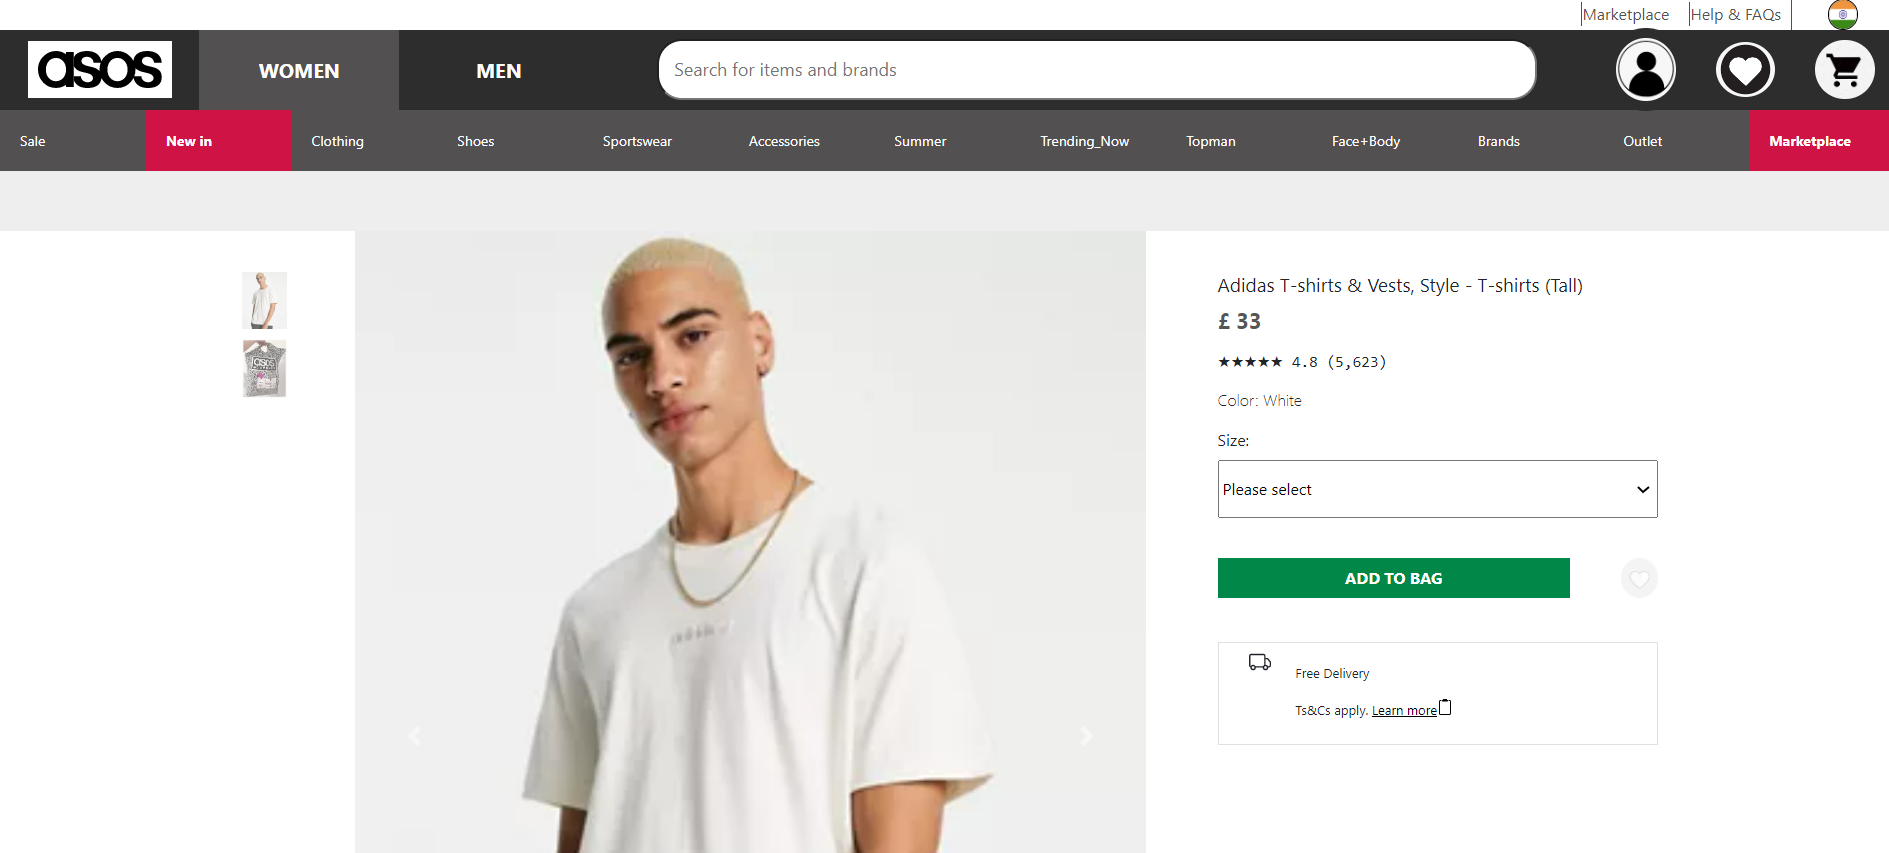 Marketplace Help & FAQs
asos WOMEN MEN Search for items and brands
Sale New in Clothing Shoes Sportswear Accessories Summer Trending_Now Topman Face+Body Brands Outlet Marketplace
Adidas T-shirts & Vests, Style - T-shirts (Tall)
£ 33
★★★★★ 4.8 (5,623)
Color: White
Size:
Please select
ADD TO BAG
Free Delivery
Ts&Cs apply. Learn more
asos